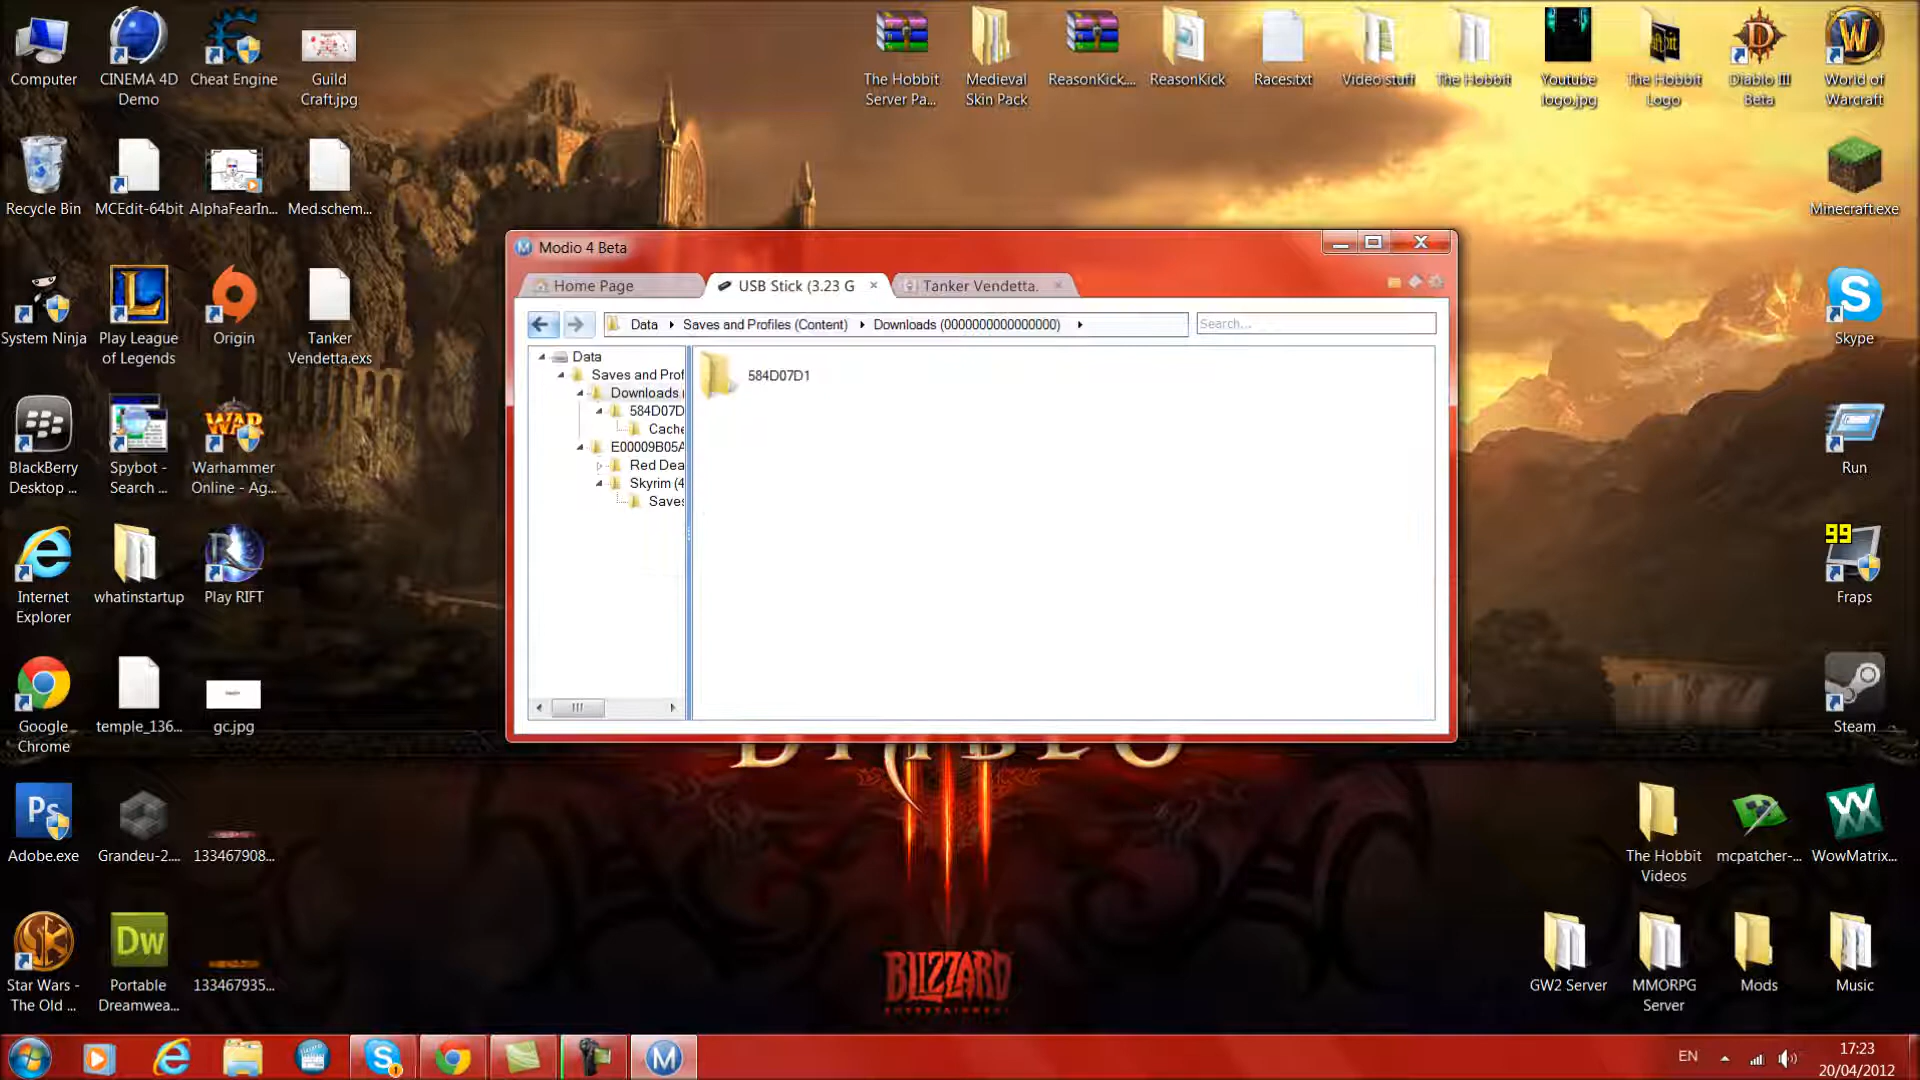 Computer
CINEMA 4D
Demo
Cheat Engine
Guild
Craft.jpg
The Hobbit
Server Pa...
Medieval
Skin Pack
ReasonKick...
ReasonKick
Races.txt
Video stuff
The Hobbit
Youtube
logo.jpg
The Hobbit
Logo
Diablo III
Beta
World of
Warcraft
Recycle Bin
MCEdit-64bit
AlphaFearIn...
Med.schem...
Minecraft.exe
System Ninja
Play League
of Legends
Origin
Tanker
Vendetta.exs
Skype
BlackBerry
Desktop ...
Spybot -
Search ...
WAR
Warhammer
Online - Ag...
Run
Internet
Explorer
whatinstartup
Play RIFT
99
Fraps
Google
Chrome
temple_136...
gc.jpg
Steam
Ps
Adobe.exe
Grandeu-2....
133467908...
The Hobbit
Videos
mcpatcher-...
WowMatrix...
Star Wars -
The Old ...
Dw
Portable
Dreamwea...
133467935...
GW2 Server
MMORPG
Server
Mods
Music
Modio 4 Beta
Home Page
USB Stick (3.23 G
Tanker Vendetta.
Data
Saves and Profiles (Content)
Downloads (0000000000000000)
Search...
Data
Saves and Prof
Downloads (
584D07D
Cache
E00009B05A
Red Dea
Skyrim (4
Saves
584D07D1
DIABLO
BLIZZARD
ENTERTAINMENT
EN
17:23
20/04/2012